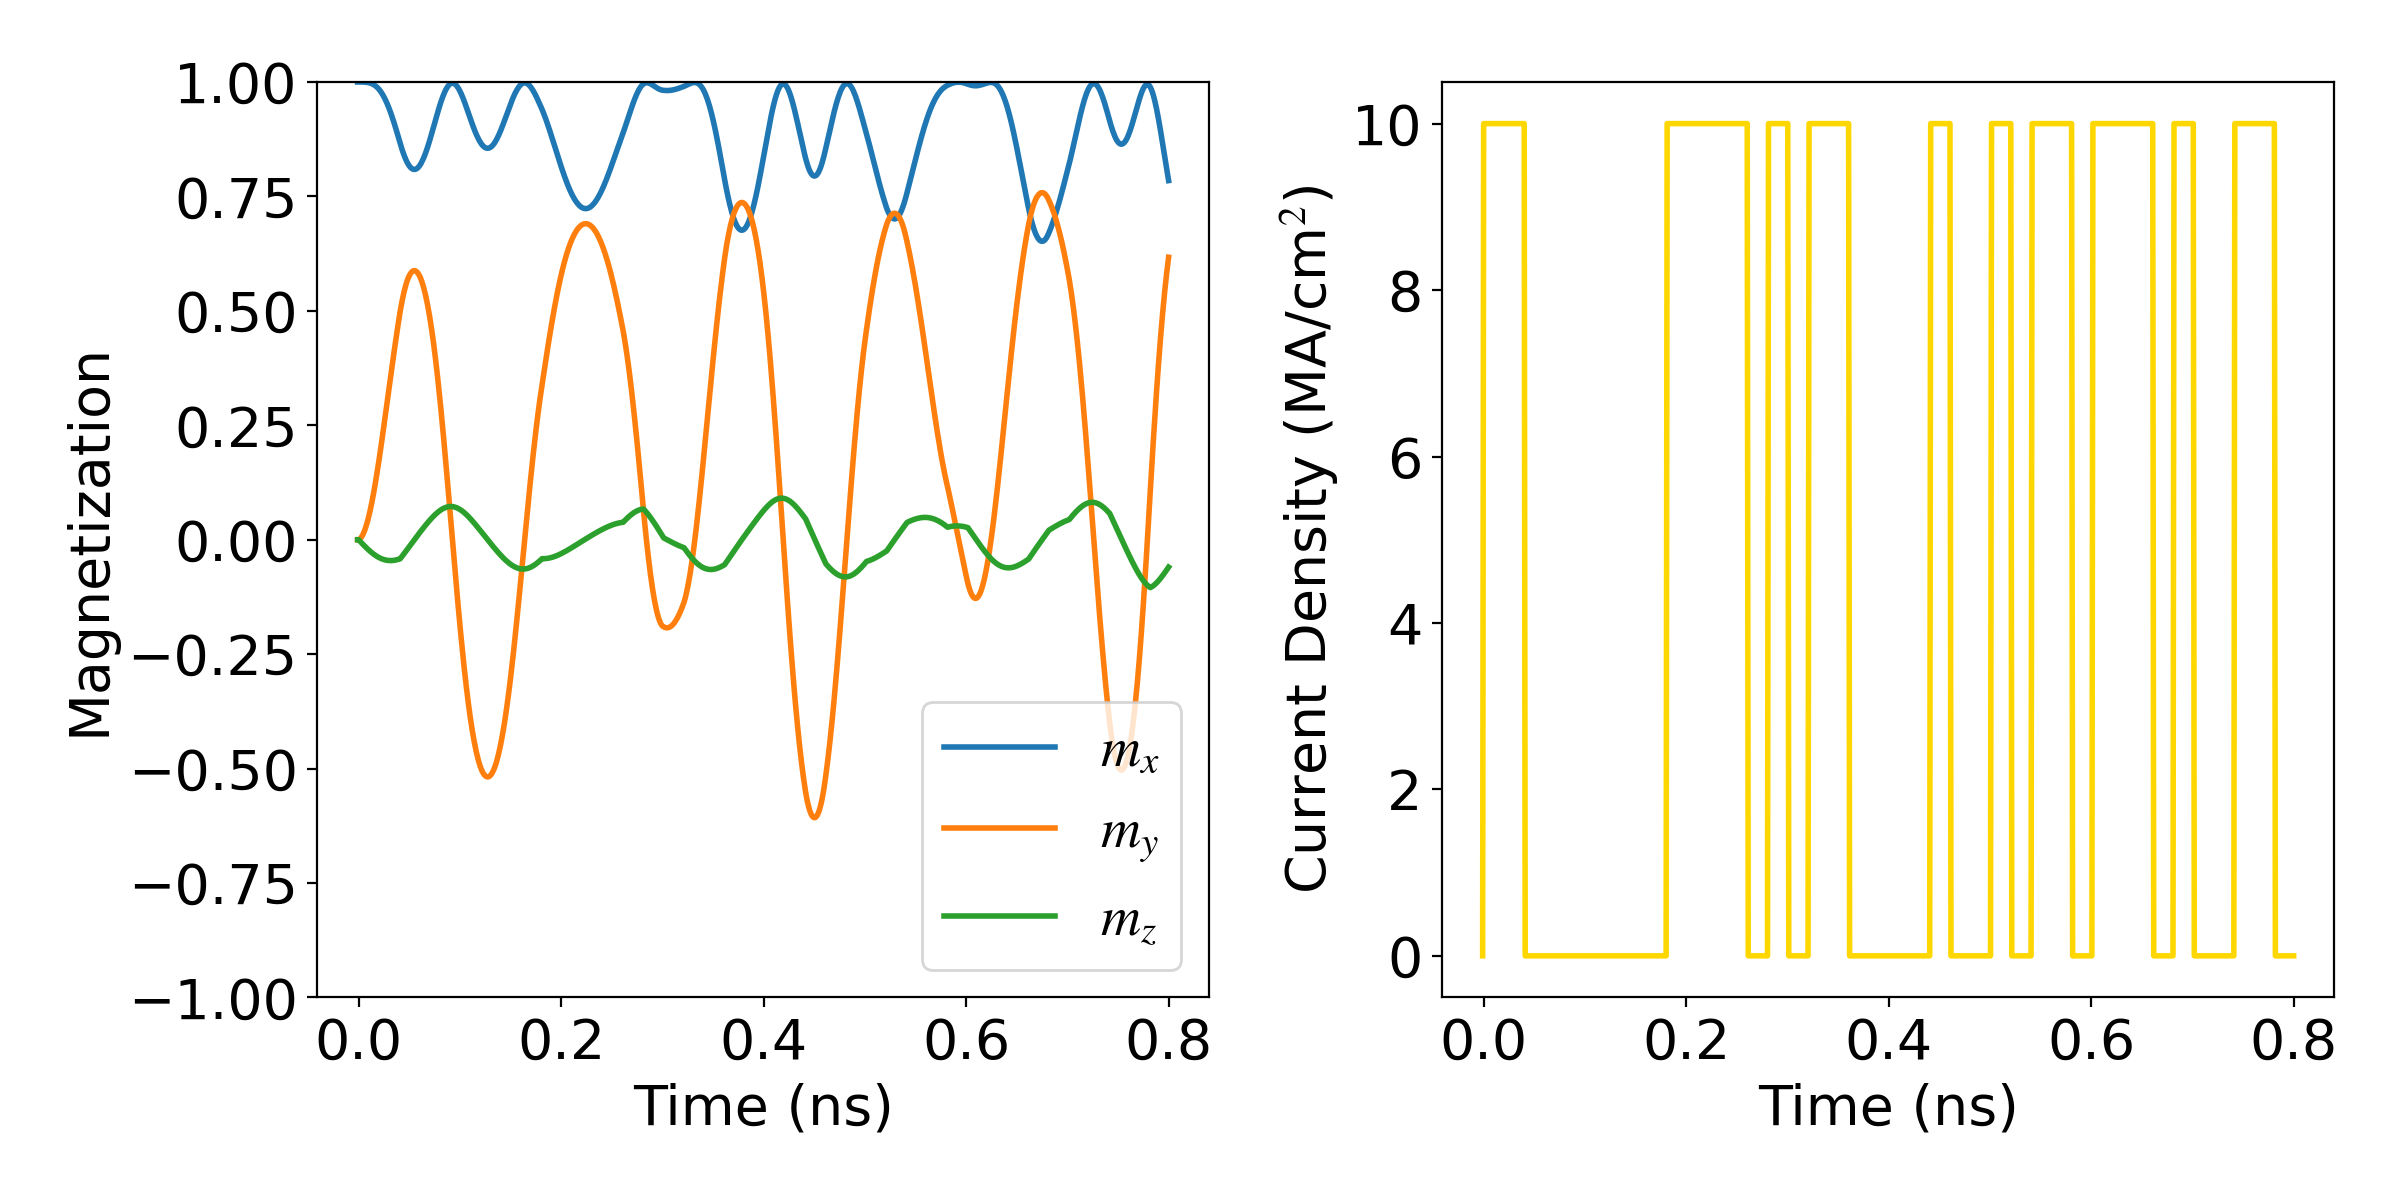 Magnetization
1.00
0.75
0.50
0.25
0.00
−0.25
−0.50
−0.75
−1.00
0.0 0.2 0.4 0.6 0.8
Time (ns)
m_x
m_y
m_z
Current Density (MA/cm²)
10
8
6
4
2
0
0.0 0.2 0.4 0.6 0.8
Time (ns)